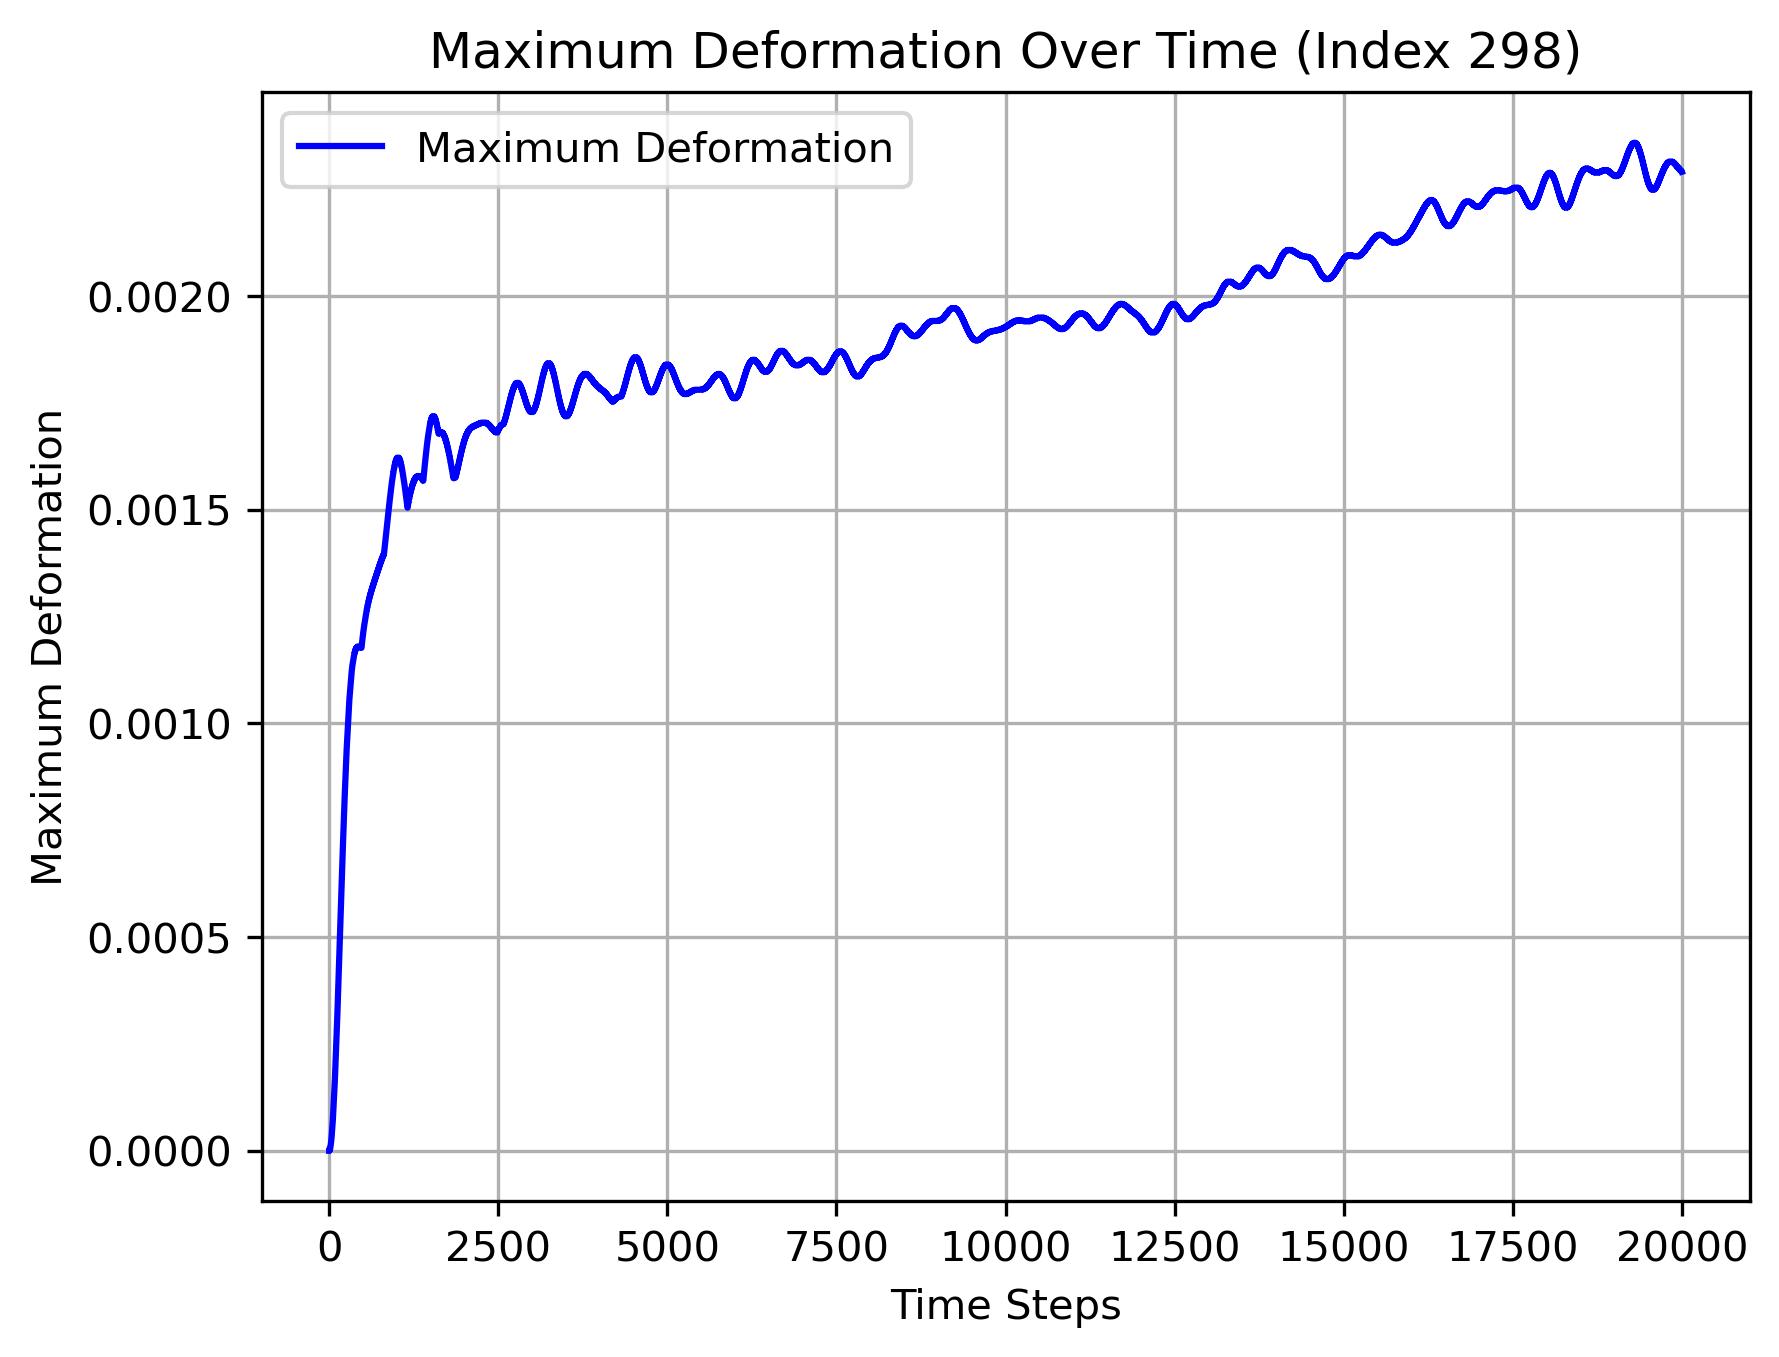 Maximum Deformation Over Time (Index 298)
Maximum Deformation
Maximum Deformation
0.0020
0.0015
0.0010
0.0005
0.0000
0 2500 5000 7500 10000 12500 15000 17500 20000
Time Steps